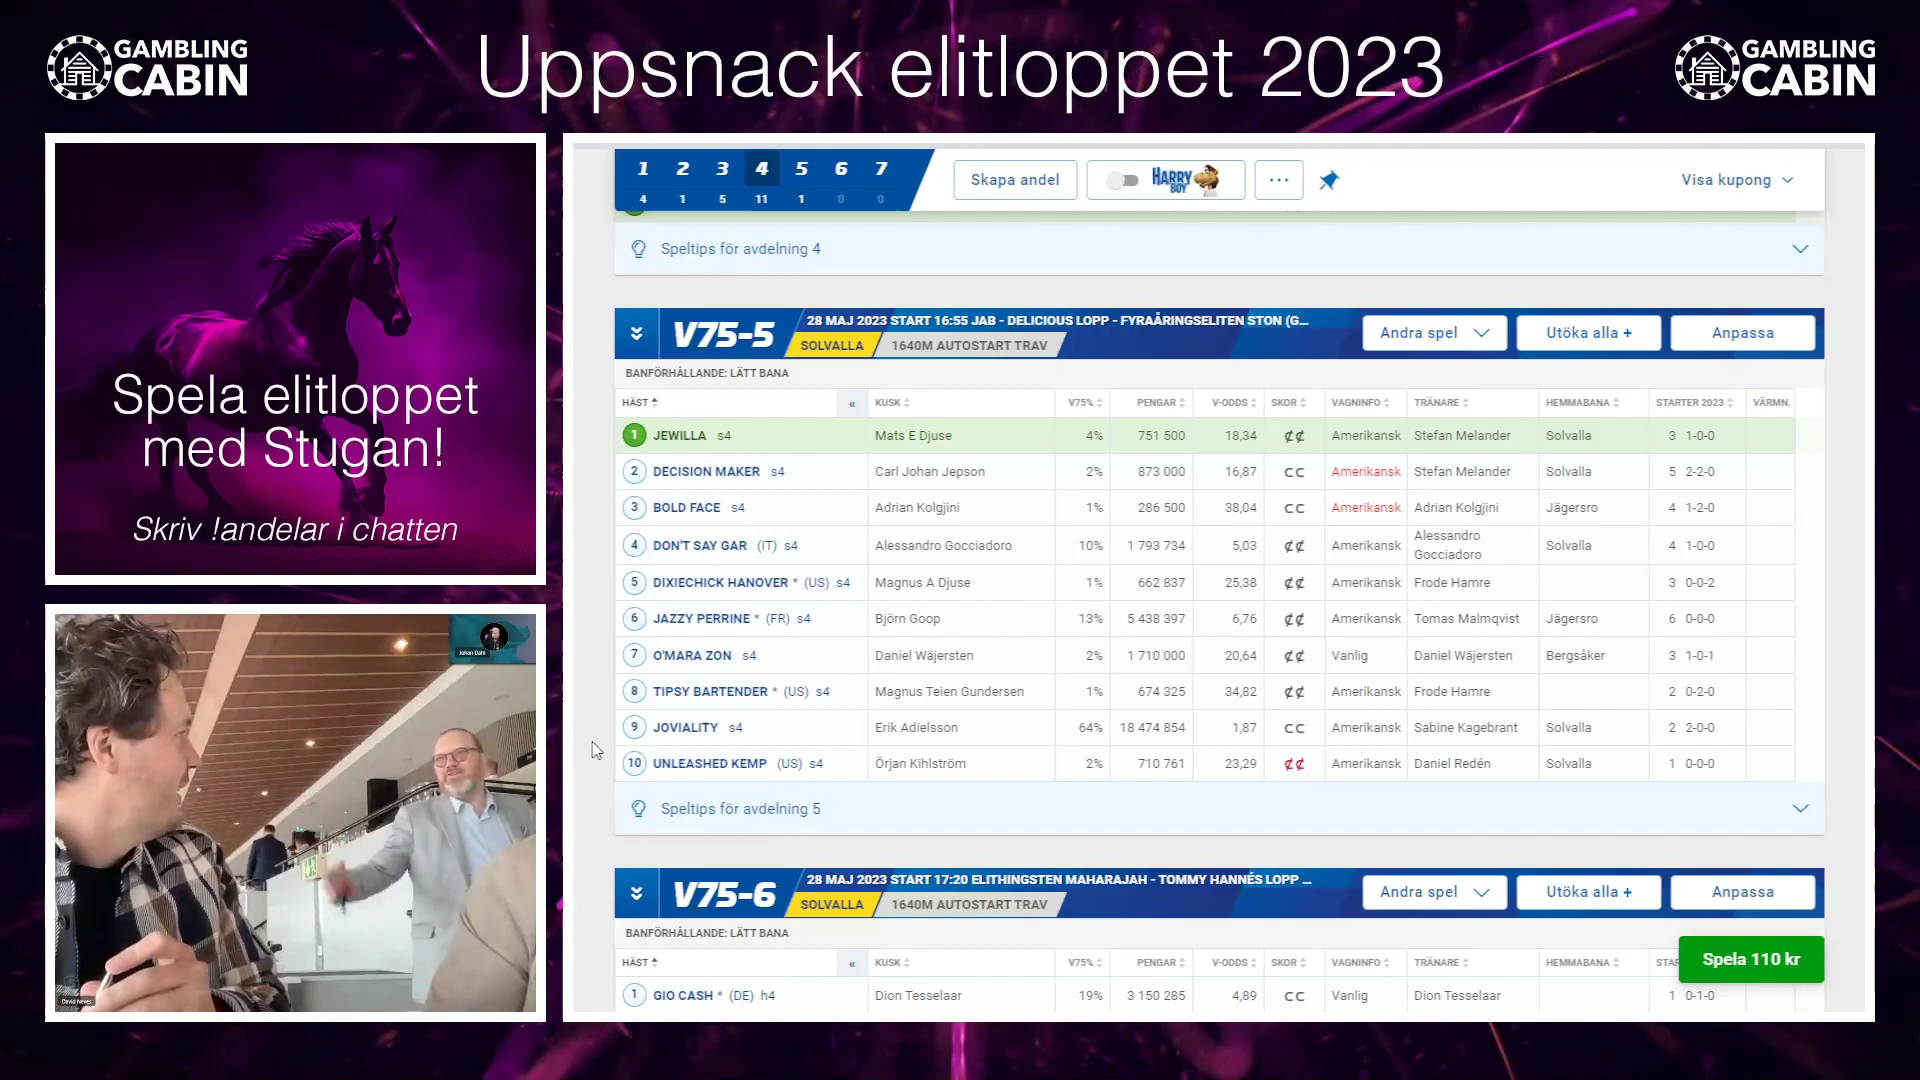 GAMBLING CABIN
Uppsnack elitloppet 2023
GAMBLING CABIN
Spela elitloppet
med Stugan!
Skriv !andelar i chatten
Johan Dahl
David News
1 2 3 4 5 6 7
4 1 5 11 1 0 0
Skapa andel
HARRY BOY
...
Visa kupong
Speltips för avdelning 4
V75-5
28 MAJ 2023 START 16:55 JAB - DELICIOUS LOPP - FYRAÅRINGSELITEN STON (G...
SOLVALLA 1640M AUTOSTART TRAV
Andra spel
Utöka alla +
Anpassa
BANFÖRHÅLLANDE: LÄTT BANA
HÄST « KUSK V75% PENGAR V-ODDS SKOR VAGNINFO TRÄNARE HEMMABANA STARTER 2023 VÄRMN.
1 JEWILLA s4 Mats E Djuse 4% 751 500 18,34 ȻȻ Amerikansk Stefan Melander Solvalla 3 1-0-0
2 DECISION MAKER s4 Carl Johan Jepson 2% 873 000 16,87 CC Amerikansk Stefan Melander Solvalla 5 2-2-0
3 BOLD FACE s4 Adrian Kolgjini 1% 286 500 38,04 CC Amerikansk Adrian Kolgjini Jägersro 4 1-2-0
4 DON'T SAY GAR (IT) s4 Alessandro Gocciadoro 10% 1 793 734 5,03 ȻȻ Amerikansk Alessandro Gocciadoro Solvalla 4 1-0-0
5 DIXIECHICK HANOVER * (US) s4 Magnus A Djuse 1% 662 837 25,38 ȻȻ Amerikansk Frode Hamre 3 0-0-2
6 JAZZY PERRINE * (FR) s4 Björn Goop 13% 5 438 397 6,76 ȻȻ Amerikansk Tomas Malmqvist Jägersro 6 0-0-0
7 O'MARA ZON s4 Daniel Wäjersten 2% 1 710 000 20,64 ȻȻ Vanlig Daniel Wäjersten Bergsåker 3 1-0-1
8 TIPSY BARTENDER * (US) s4 Magnus Teien Gundersen 1% 674 325 34,82 ȻȻ Amerikansk Frode Hamre 2 0-2-0
9 JOVIALITY s4 Erik Adielsson 64% 18 474 854 1,87 CC Amerikansk Sabine Kagebrant Solvalla 2 2-0-0
10 UNLEASHED KEMP (US) s4 Örjan Kihlström 2% 710 761 23,29 ȻȻ Amerikansk Daniel Redén Solvalla 1 0-0-0
Speltips för avdelning 5
V75-6
28 MAJ 2023 START 17:20 ELITHINGSTEN MAHARAJAH - TOMMY HANNÉS LOPP ...
SOLVALLA 1640M AUTOSTART TRAV
Andra spel
Utöka alla +
Anpassa
BANFÖRHÅLLANDE: LÄTT BANA
HÄST « KUSK V75% PENGAR V-ODDS SKOR VAGNINFO TRÄNARE HEMMABANA STAR
Spela 110 kr
1 GIO CASH * (DE) h4 Dion Tesselaar 19% 3 150 285 4,89 CC Vanlig Dion Tesselaar 1 0-1-0